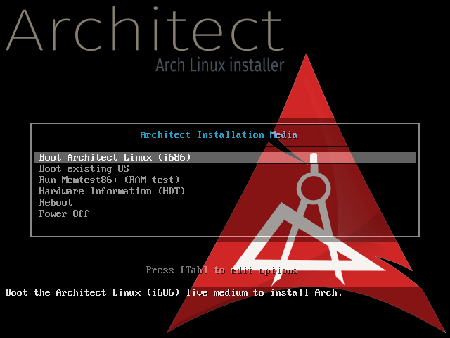 Architect
Arch Linux installer
Architect Installation Media
Boot Architect Linux (i686)
Boot existing OS
Run Memtest86+ (RAM test)
Hardware Information (HDT)
Reboot
Power Off
Press [Tab] to edit options
Boot the Architect Linux (i686) live medium to install Arch.